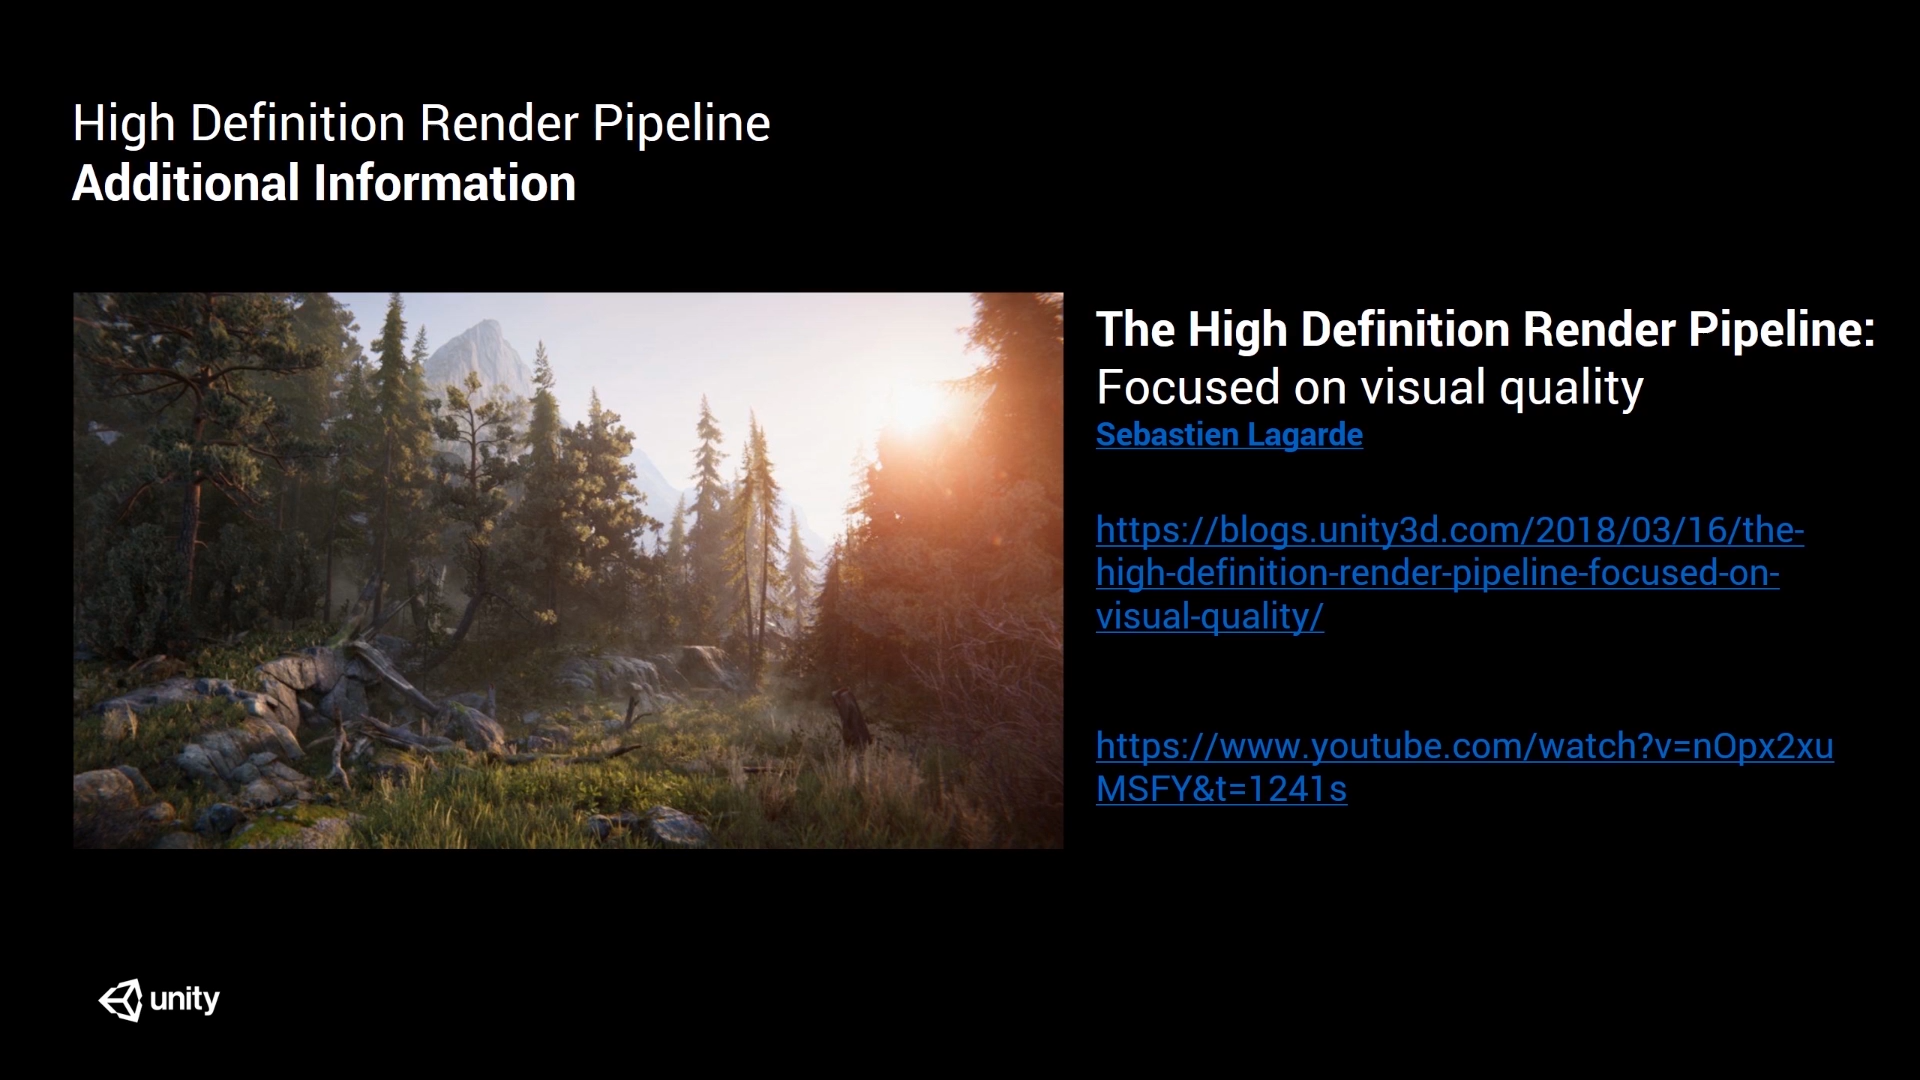 High Definition Render Pipeline
Additional Information
The High Definition Render Pipeline:
Focused on visual quality
Sebastien Lagarde
https://blogs.unity3d.com/2018/03/16/the-
high-definition-render-pipeline-focused-on-
visual-quality/
https://www.youtube.com/watch?v=nOpx2xu
MSFY&t=1241s
unity